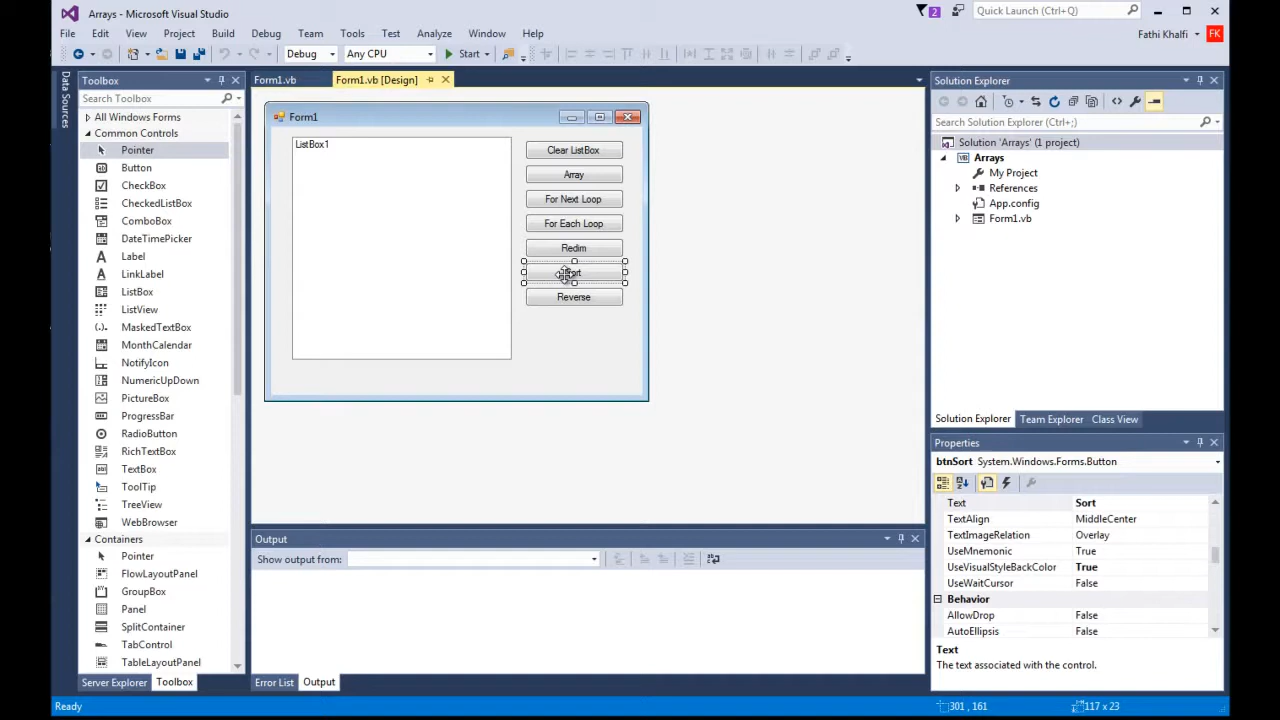 Arrays - Microsoft Visual Studio
2
Quick Launch (Ctrl+Q)
File Edit View Project Build Debug Team Tools Test Analyze Window Help
Fathi Khalfi FK
Debug Any CPU Start
Data Sources
Toolbox
Search Toolbox
All Windows Forms
Common Controls
Pointer
Button
CheckBox
CheckedListBox
ComboBox
DateTimePicker
Label
LinkLabel
ListBox
ListView
MaskedTextBox
MonthCalendar
NotifyIcon
NumericUpDown
PictureBox
ProgressBar
RadioButton
RichTextBox
TextBox
ToolTip
TreeView
WebBrowser
Containers
Pointer
FlowLayoutPanel
GroupBox
Panel
SplitContainer
TabControl
TableLayoutPanel
Server Explorer Toolbox
Form1.vb Form1.vb [Design]
Form1
ListBox1
Clear ListBox
Array
For Next Loop
For Each Loop
Redim
Reverse
Output
Show output from:
Error List Output
Solution Explorer
Search Solution Explorer (Ctrl+;)
Solution 'Arrays' (1 project)
VB Arrays
My Project
References
App.config
Form1.vb
Solution Explorer Team Explorer Class View
Properties
btnSort System.Windows.Forms.Button
Text Sort
TextAlign MiddleCenter
TextImageRelation Overlay
UseMnemonic True
UseVisualStyleBackColor True
UseWaitCursor False
Behavior
AllowDrop False
AutoEllipsis False
Text
The text associated with the control.
Ready
301 , 161
117 x 23